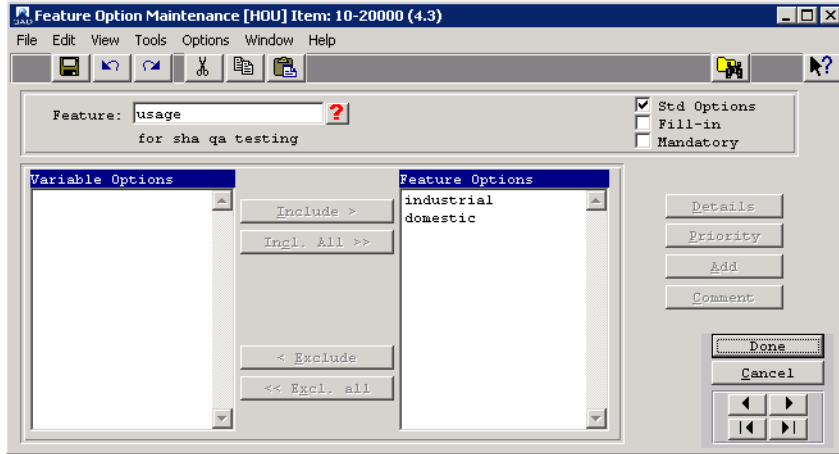 Feature Option Maintenance [HOU] Item: 10-20000 (4.3)
File Edit View Tools Options Window Help
Feature: usage ?
for sha qa testing
Std Options
Fill-in
Mandatory
Variable Options
Feature Options
industrial
domestic
Include >
Incl. All >>
< Exclude
<< Excl. all
Details
Priority
Add
Comment
Done
Cancel